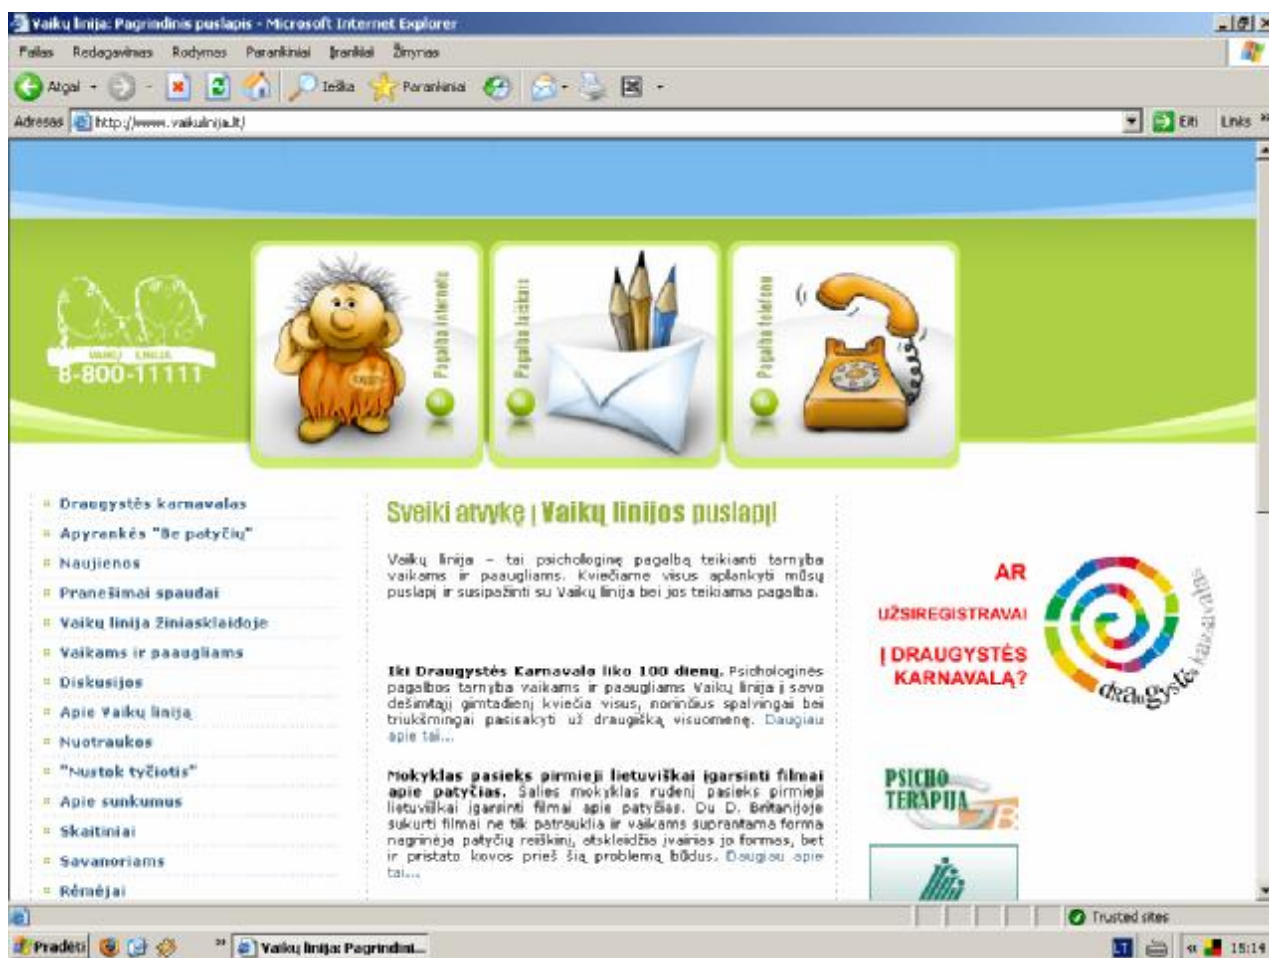 Vaikų linija: Pagrindinis puslapis - Microsoft Internet Explorer
Failas Redagavimas Rodymas Parankiniai Įrankiai Žinynas
Atgal Ieška Parankiniai
Adresas http://www.vaikulinija.lt/ Eiti Links
VAIKŲ LINIJA
8-800-11111
Pagalba internetu
Pagalba laiškais
Pagalba telefonu
Draugystės karnavalas
Apyrankės "Be patyčių"
Naujienos
Pranešimai spaudai
Vaikų linija žiniasklaidoje
Vaikams ir paaugliams
Diskusijos
Apie Vaikų liniją
Nuotraukos
"Nustok tyčiotis"
Apie sunkumus
Skaitiniai
Savanoriams
Rėmėjai
Sveiki atvykę į Vaikų linijos puslapį!
Vaikų linija – tai psichologinę pagalbą teikianti tarnyba
vaikams ir paaugliams. Kviečiame visus aplankyti mūsų
puslapį ir susipažinti su Vaikų linija bei jos teikiama pagalba.
Iki Draugystės Karnavalo liko 100 dienų. Psichologinės
pagalbos tarnyba vaikams ir paaugliams Vaikų linija į savo
dešimtąjį gimtadienį kviečia visus, norinčius spalvingai bei
triukšmingai pasisakyti už draugišką visuomenę. Daugiau
apie tai...
Mokyklas pasieks pirmieji lietuviškai įgarsinti filmai
apie patyčias. Šalies mokyklas rudenį pasieks pirmieji
lietuviškai įgarsinti filmai apie patyčias. Du D. Britanijoje
sukurti filmai ne tik patrauklia ir vaikams suprantama forma
nagrinėja patyčių reiškinį, atskleidžia įvairias jo formas, bet
ir pristato kovos prieš šią problemą būdus. Daugiau apie
tai...
AR
UŽSIREGISTRAVAI
Į DRAUGYSTĖS
KARNAVALĄ?
draugystės karnavalas
PSICHO
TERAPIJA
Trusted sites
Pradėti Vaikų linija: Pagrindini... LT 15:14